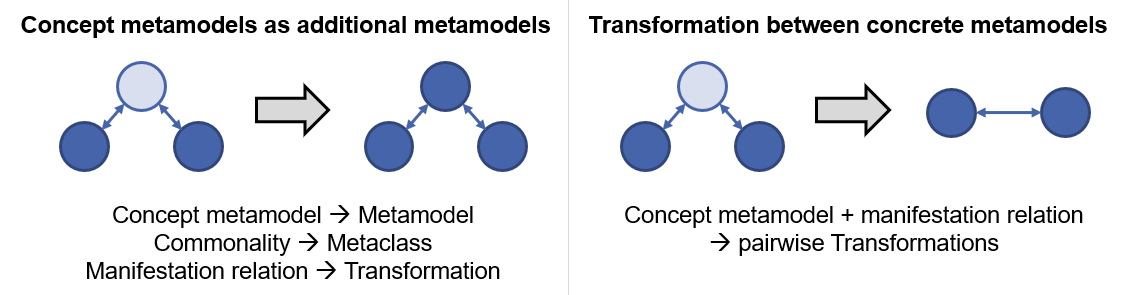 Concept metamodels as additional metamodels
Concept metamodel → Metamodel
Commonality → Metaclass
Manifestation relation → Transformation
Transformation between concrete metamodels
Concept metamodel + manifestation relation
→ pairwise Transformations